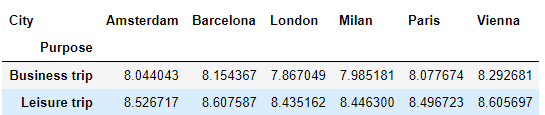 City Amsterdam Barcelona London Milan Paris Vienna
Purpose
Business trip 8.044043 8.154367 7.867049 7.985181 8.077674 8.292681
Leisure trip 8.526717 8.607587 8.435162 8.446300 8.496723 8.605697